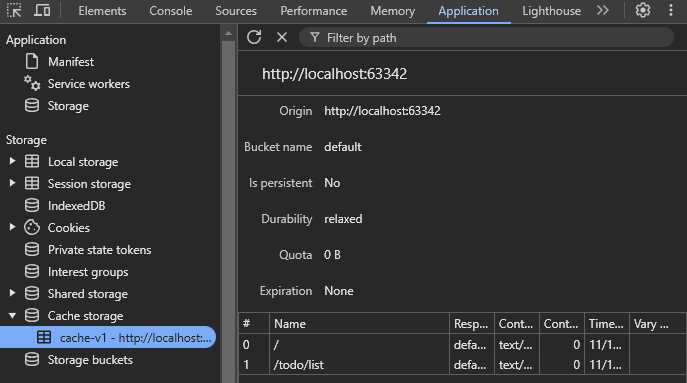 Elements Console Sources Performance Memory Application Lighthouse
Application
Manifest
Service workers
Storage
Storage
Local storage
Session storage
IndexedDB
Cookies
Private state tokens
Interest groups
Shared storage
Cache storage
cache-v1 - http://localhost:...
Storage buckets
Filter by path
http://localhost:63342
Origin http://localhost:63342
Bucket name default
Is persistent No
Durability relaxed
Quota 0 B
Expiration None
# Name Resp... Cont... Cont... Time... Vary ...
0 / defa... text/... 0 11/1...
1 /todo/list defa... text/... 0 11/1...